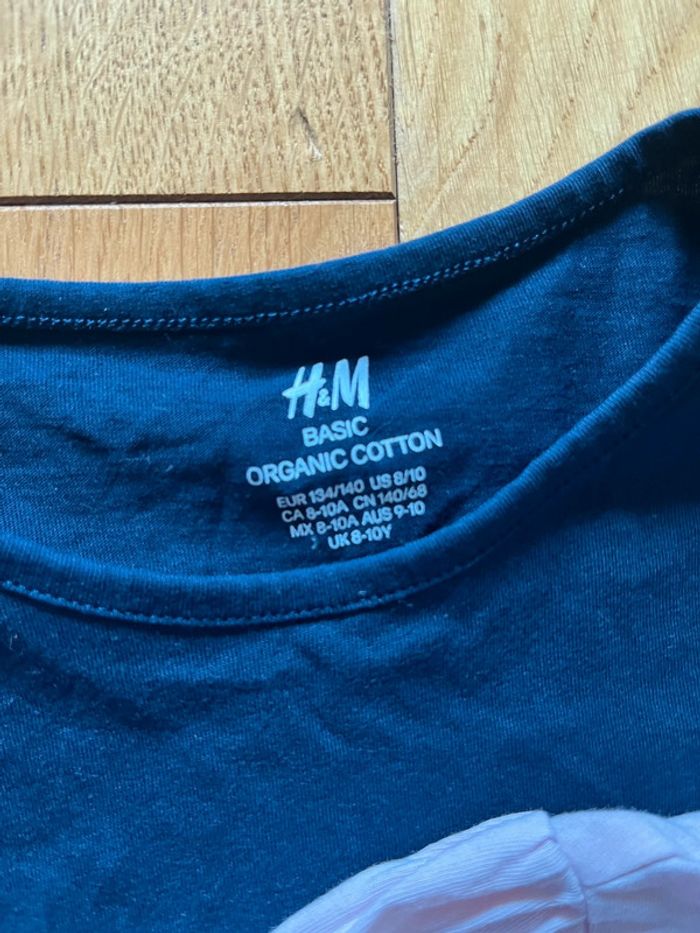 H&M
BASIC
ORGANIC COTTON
EUR 134/140 US 8/10
CA 8-10A CN 140/68
MX 8-10A AUS 9-10
UK 8-10Y